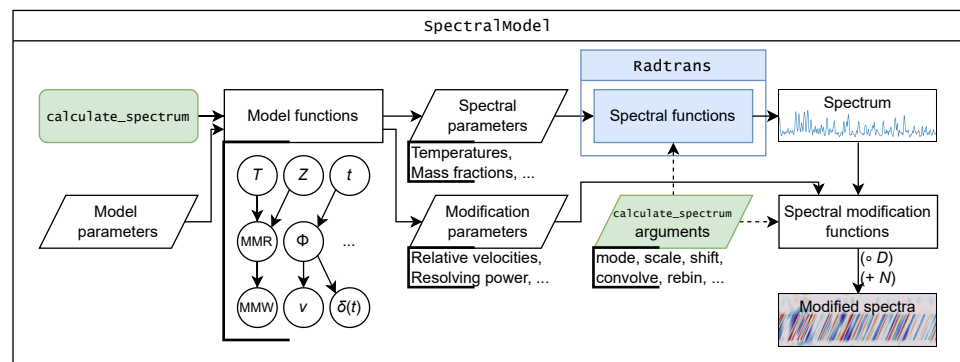 SpectralModel
Radtrans
calculate_spectrum
Model functions
Spectral
parameters
Spectral functions
Spectrum
Temperatures,
Mass fractions, ...
T
Z
t
Model
parameters
MMR
Φ
...
Modification
parameters
calculate_spectrum
arguments
Spectral modification
functions
Relative velocities,
Resolving power, ...
mode, scale, shift,
convolve, rebin, ...
(∘ D)
(+ N)
MMW
v
δ(t)
Modified spectra